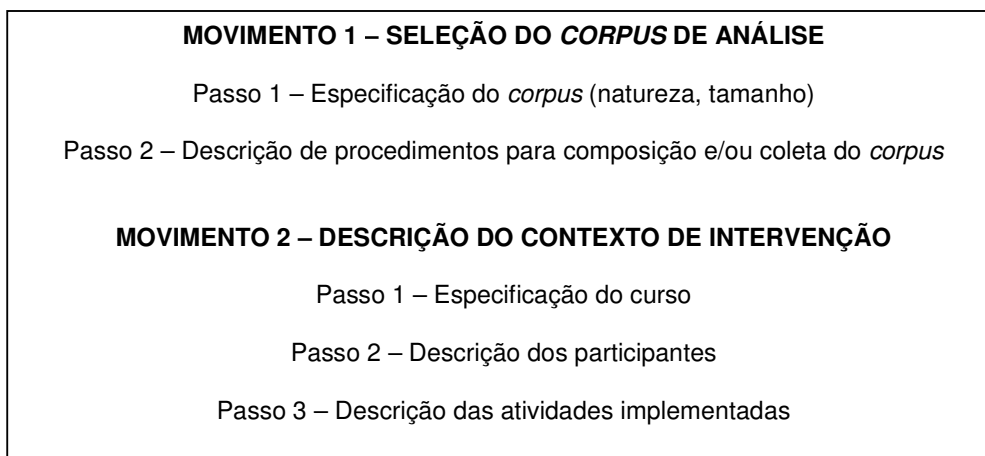 MOVIMENTO 1 – SELEÇÃO DO CORPUS DE ANÁLISE
Passo 1 – Especificação do corpus (natureza, tamanho)
Passo 2 – Descrição de procedimentos para composição e/ou coleta do corpus
MOVIMENTO 2 – DESCRIÇÃO DO CONTEXTO DE INTERVENÇÃO
Passo 1 – Especificação do curso
Passo 2 – Descrição dos participantes
Passo 3 – Descrição das atividades implementadas